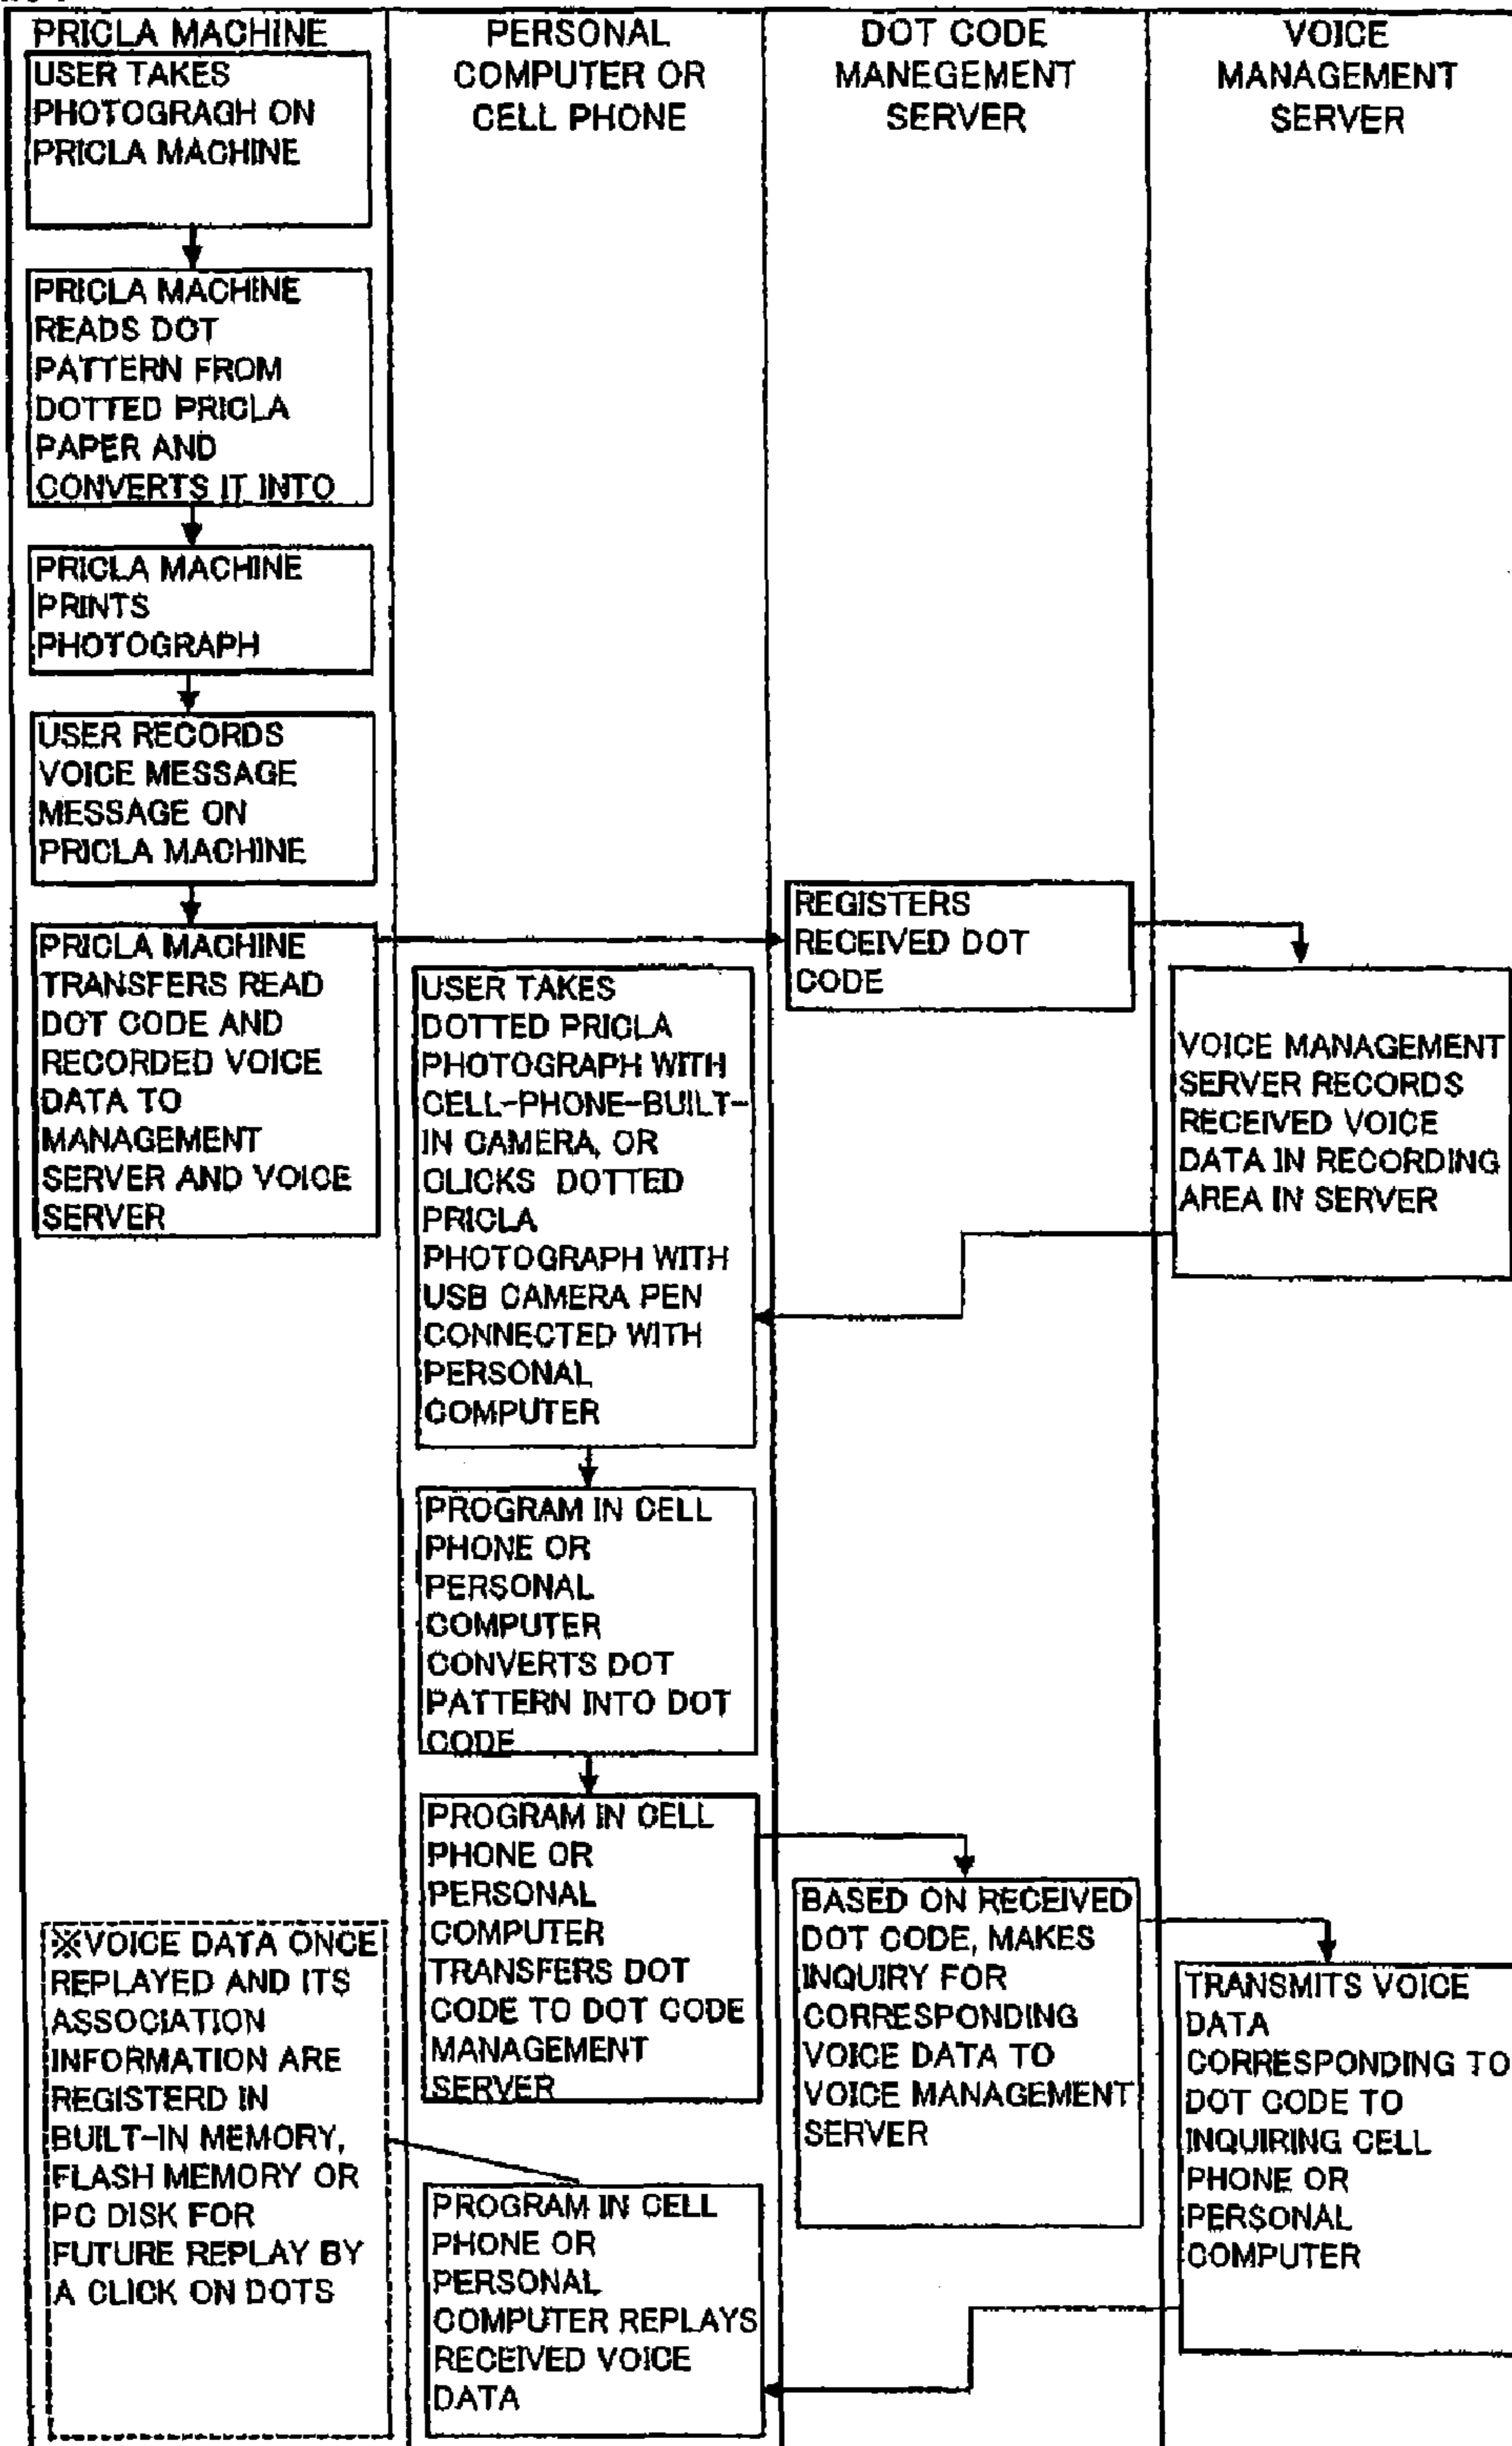 PRICLA MACHINE
USER TAKES
PHOTOGRAGH ON
PRICLA MACHINE
PRICLA MACHINE
READS DOT
PATTERN FROM
DOTTED PRICLA
PAPER AND
CONVERTS IT INTO
PRICLA MACHINE
PRINTS
PHOTOGRAPH
USER RECORDS
VOICE MESSAGE
MESSAGE ON
PRICLA MACHINE
PRICLA MACHINE
TRANSFERS READ
DOT CODE AND
RECORDED VOICE
DATA TO
MANAGEMENT
SERVER AND VOICE
SERVER
※VOICE DATA ONCE
REPLAYED AND ITS
ASSOCIATION
INFORMATION ARE
REGISTERD IN
BUILT-IN MEMORY,
FLASH MEMORY OR
PC DISK FOR
FUTURE REPLAY BY
A CLICK ON DOTS
PERSONAL
COMPUTER OR
CELL PHONE
USER TAKES
DOTTED PRICLA
PHOTOGRAPH WITH
CELL-PHONE-BUILT-
IN CAMERA, OR
CLICKS DOTTED
PRICLA
PHOTOGRAPH WITH
USB CAMERA PEN
CONNECTED WITH
PERSONAL
COMPUTER
PROGRAM IN CELL
PHONE OR
PERSONAL
COMPUTER
CONVERTS DOT
PATTERN INTO DOT
CODE
PROGRAM IN CELL
PHONE OR
PERSONAL
COMPUTER
TRANSFERS DOT
CODE TO DOT CODE
MANAGEMENT
SERVER
PROGRAM IN CELL
PHONE OR
PERSONAL
COMPUTER REPLAYS
RECEIVED VOICE
DATA
DOT CODE
MANEGEMENT
SERVER
REGISTERS
RECEIVED DOT
CODE
BASED ON RECEIVED
DOT CODE, MAKES
INQUIRY FOR
CORRESPONDING
VOICE DATA TO
VOICE MANAGEMENT
SERVER
VOICE
MANAGEMENT
SERVER
VOICE MANAGEMENT
SERVER RECORDS
RECEIVED VOICE
DATA IN RECORDING
AREA IN SERVER
TRANSMITS VOICE
DATA
CORRESPONDING TO
DOT CODE TO
INQUIRING CELL
PHONE OR
PERSONAL
COMPUTER